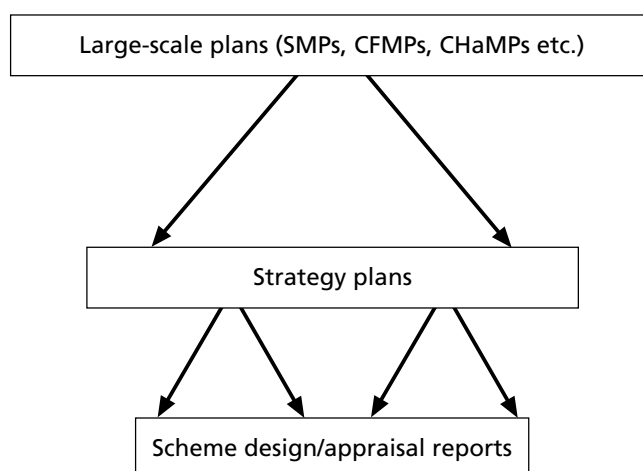 Large-scale plans (SMPs, CFMPs, CHaMPs etc.)
Strategy plans
Scheme design/appraisal reports